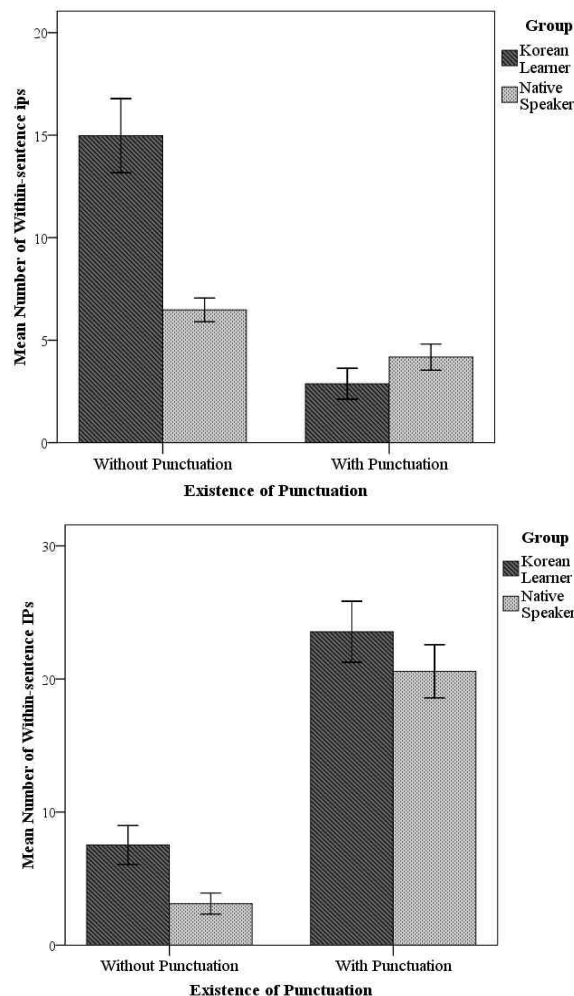 Group
Korean
Learner
Native
Speaker
20
15
10
5
0
Mean Number of Within-sentence ips
Without Punctuation
With Punctuation
Existence of Punctuation
Group
Korean
Learner
Native
Speaker
30
20
10
0
Mean Number of Within-sentence IPs
Without Punctuation
With Punctuation
Existence of Punctuation